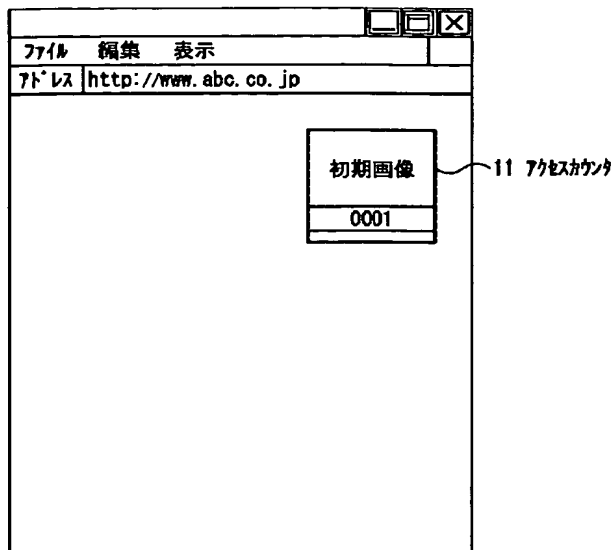 ファイル 編集 表示
アドレス http://www.abc.co.jp
初期画像
11 アクセスカウンタ
0001